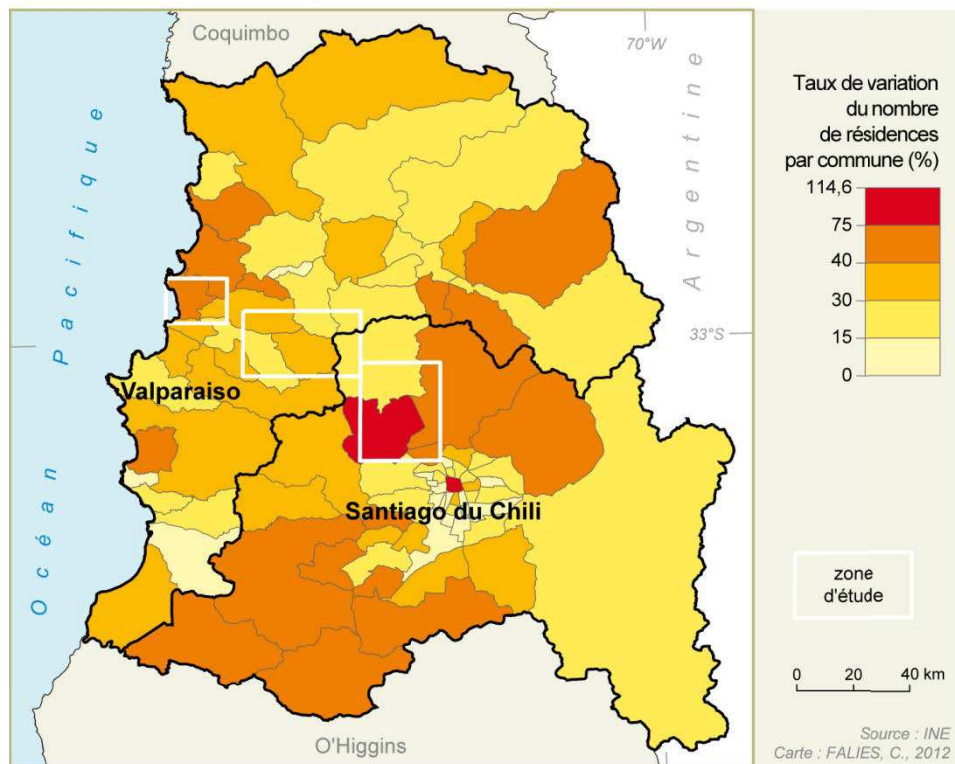 Coquimbo
70°W
Argentine
Océan Pacifique
33°S
Valparaiso
Santiago du Chili
O'Higgins
Taux de variation
du nombre
de résidences
par commune (%)
114,6
75
40
30
15
0
zone
d'étude
0 20 40 km
Source : INE
Carte : FALIES, C., 2012